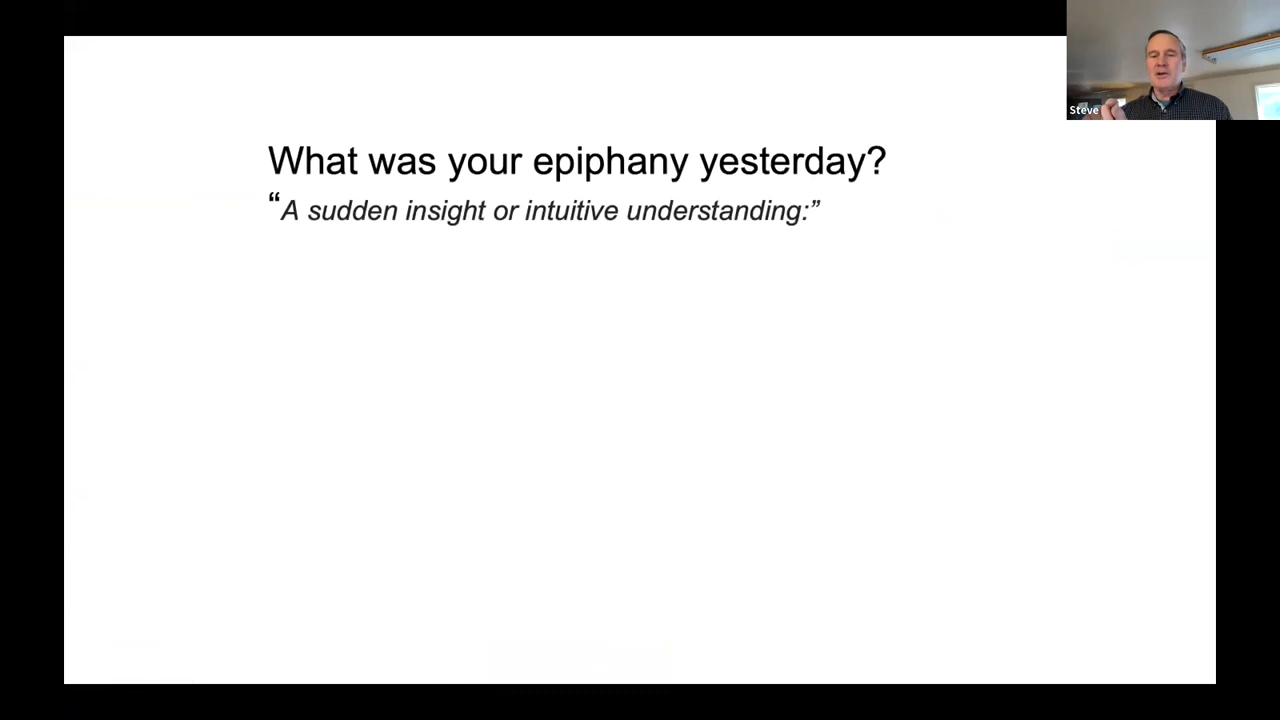 Steve
What was your epiphany yesterday?
“A sudden insight or intuitive understanding:”